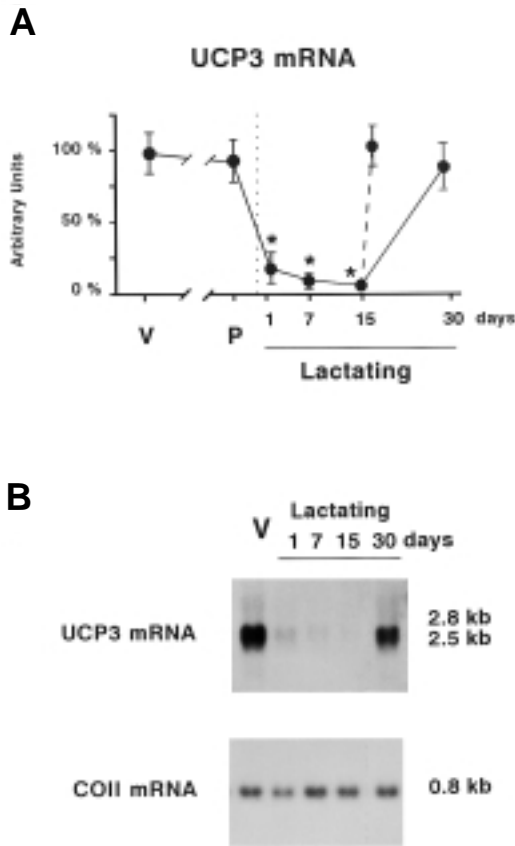 A
UCP3 mRNA
Arbitrary Units
100 %
50 %
0 %
* * *
V P 1 7 15 30 days
Lactating
B
V Lactating
1 7 15 30 days
UCP3 mRNA
2.8 kb
2.5 kb
COII mRNA
0.8 kb